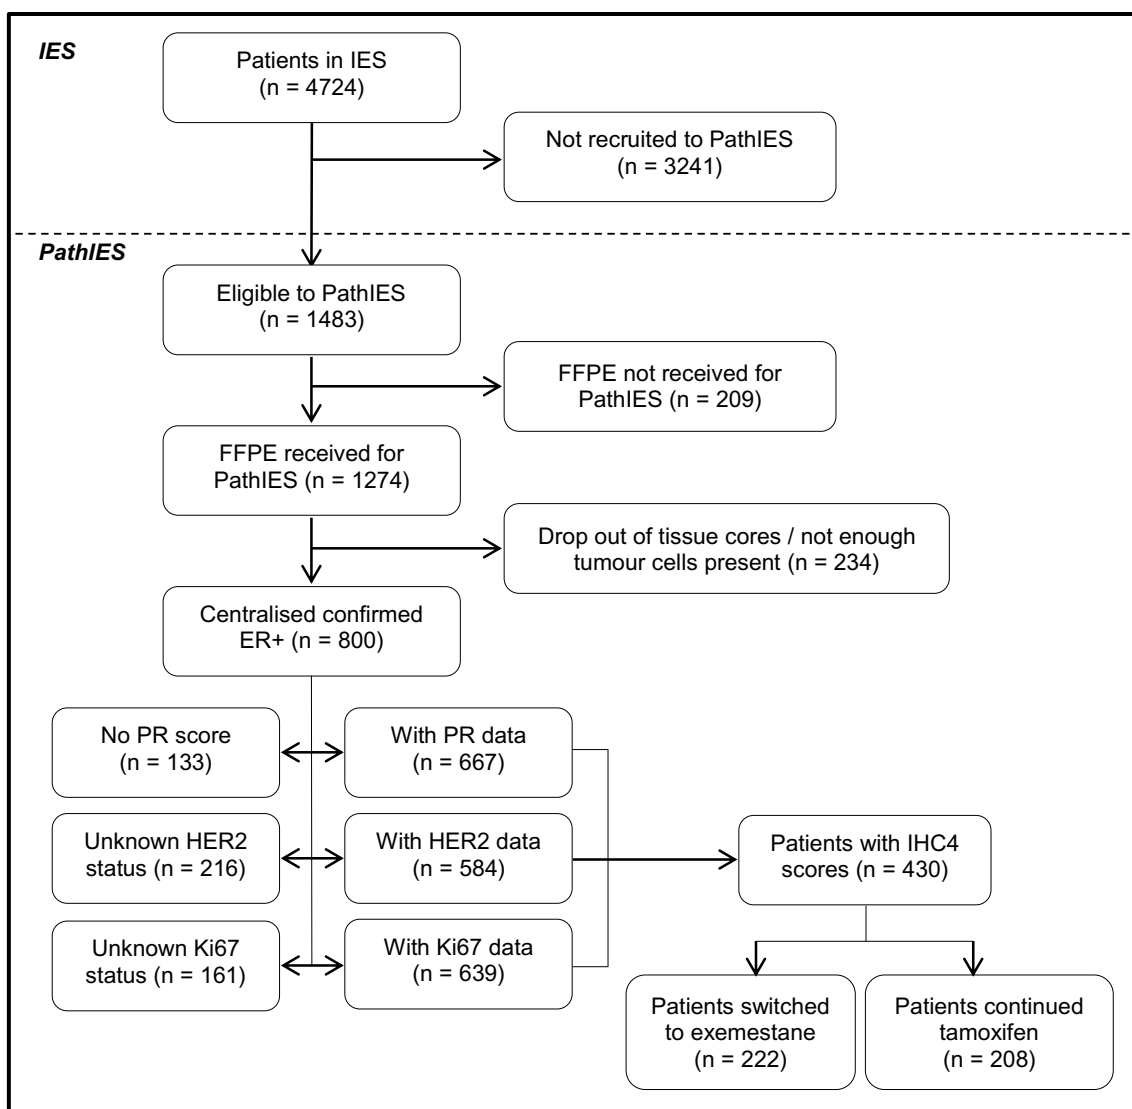 IES
Patients in IES
(n = 4724)
Not recruited to PathIES
(n = 3241)
PathIES
Eligible to PathIES
(n = 1483)
FFPE not received for
PathIES (n = 209)
FFPE received for
PathIES (n = 1274)
Drop out of tissue cores / not enough
tumour cells present (n = 234)
Centralised confirmed
ER+ (n = 800)
No PR score
(n = 133)
With PR data
(n = 667)
Unknown HER2
status (n = 216)
With HER2 data
(n = 584)
Patients with IHC4
scores (n = 430)
Unknown Ki67
status (n = 161)
With Ki67 data
(n = 639)
Patients switched
to exemestane
(n = 222)
Patients continued
tamoxifen
(n = 208)